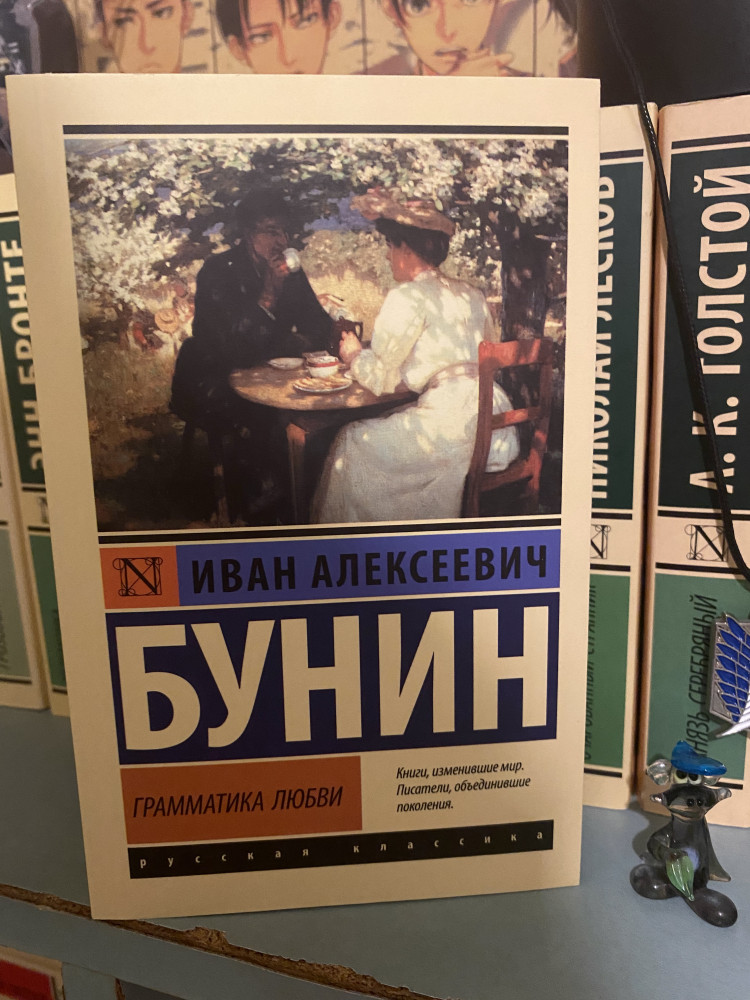 ИВАН АЛЕКСЕЕВИЧ
БУНИН
ГРАММАТИКА ЛЮБВИ
Книги, изменившие мир.
Писатели, объединившие
поколения.
русская классика
ЭНН БРОНТЕ
НИКОЛАЙ ЛЕСКОВ
А. К. ТОЛСТОЙ
КНЯЗЬ СЕРЕБРЯНЫЙ
N
N
N